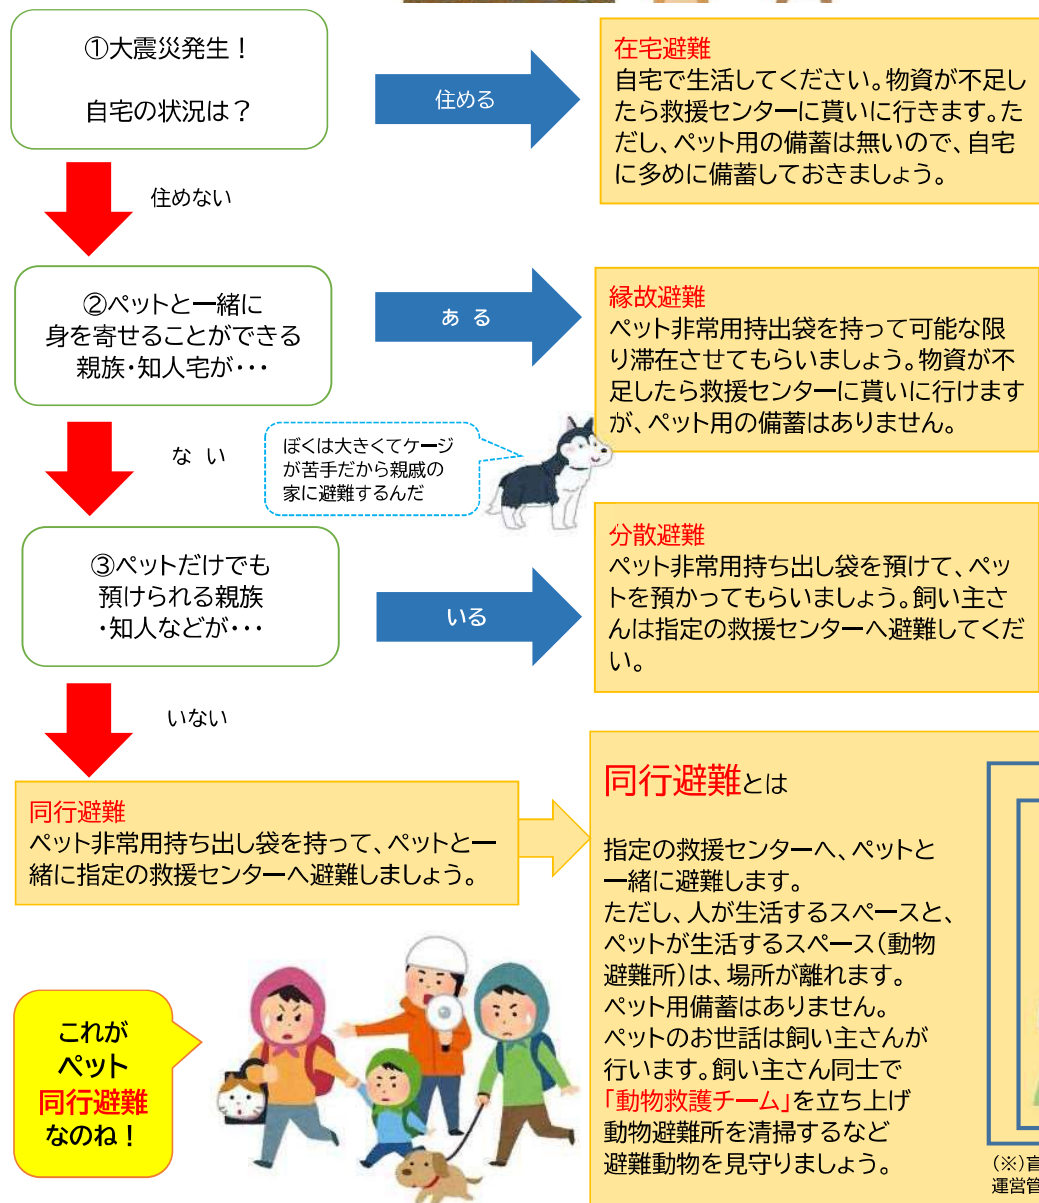 ①大震災発生！
自宅の状況は？
住める
在宅避難
自宅で生活してください。物資が不足し
たら救援センターに貰いに行きます。た
だし、ペット用の備蓄は無いので、自宅
に多めに備蓄しておきましょう。
住めない
②ペットと一緒に
身を寄せることができる
親族・知人宅が・・・
あ る
縁故避難
ペット非常用持出袋を持って可能な限
り滞在させてもらいましょう。物資が不
足したら救援センターに貰いに行けます
が、ペット用の備蓄はありません。
な い
ぼくは大きくてケージ
が苦手だから親戚の
家に避難するんだ
③ペットだけでも
預けられる親族
・知人などが・・・
いる
分散避難
ペット非常用持ち出し袋を預けて、ペッ
トを預かってもらいましょう。飼い主さ
んは指定の救援センターへ避難してくだ
い。
いない
同行避難
ペット非常用持ち出し袋を持って、ペットと一
緒に指定の救援センターへ避難しましょう。
同行避難とは
指定の救援センターへ、ペットと
一緒に避難します。
ただし、人が生活するスペースと、
ペットが生活するスペース（動物
避難所）は、場所が離れます。
ペット用備蓄はありません。
ペットのお世話は飼い主さんが
行います。飼い主さん同士で
「動物救護チーム」を立ち上げ
動物避難所を清掃するなど
避難動物を見守りましょう。
これが
ペット
同行避難
なのね！
（※）盲
運営管